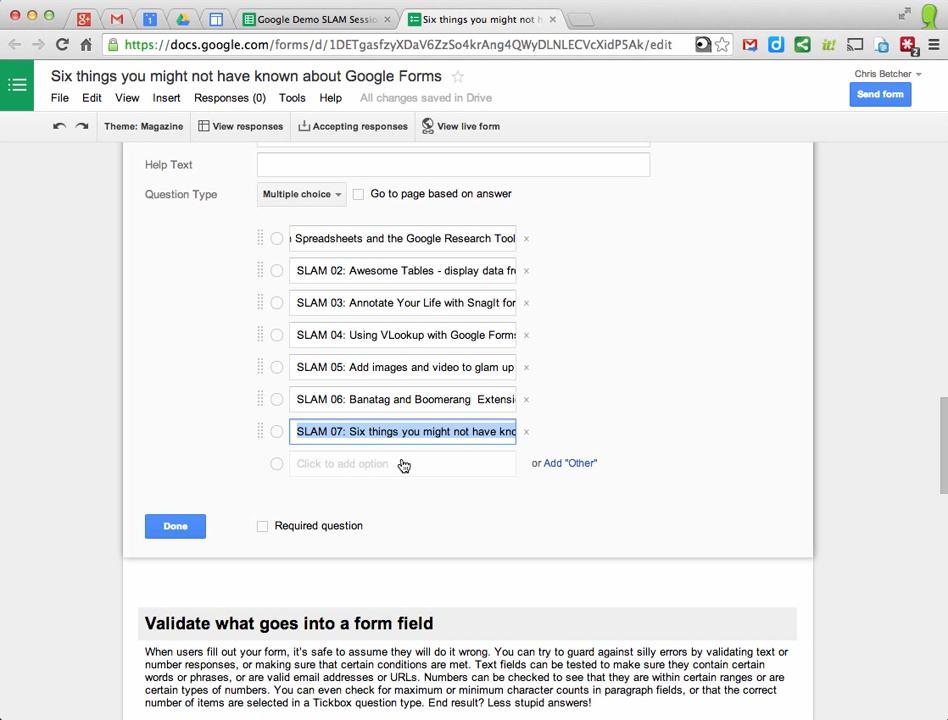 Google Demo SLAM Sessio
Six things you might not h
https://docs.google.com/forms/d/1DETgasfzyXDaV6ZzSo4krAng4QWyDLNLECVcXidP5Ak/edit
Six things you might not have known about Google Forms
Chris Betcher
File Edit View Insert Responses (0) Tools Help All changes saved in Drive
Send form
Theme: Magazine View responses Accepting responses View live form
Help Text
Question Type Multiple choice Go to page based on answer
Spreadsheets and the Google Research Tool x
SLAM 02: Awesome Tables - display data fr x
SLAM 03: Annotate Your Life with SnagIt for x
SLAM 04: Using VLookup with Google Forms x
SLAM 05: Add images and video to glam up x
SLAM 06: Banatag and Boomerang Extensi x
SLAM 07: Six things you might not have kno x
Click to add option or Add "Other"
Done Required question
Validate what goes into a form field
When users fill out your form, it's safe to assume they will do it wrong. You can try to guard against silly errors by validating text or
number responses, or making sure that certain conditions are met. Text fields can be tested to make sure they contain certain
words or phrases, or are valid email addresses or URLs. Numbers can be checked to see that they are within certain ranges or are
certain types of numbers. You can even check for maximum or minimum character counts in paragraph fields, or that the correct
number of items are selected in a Tickbox question type. End result? Less stupid answers!